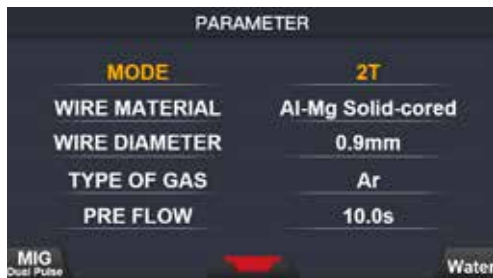 PARAMETER
MODE 2T
WIRE MATERIAL Al-Mg Solid-cored
WIRE DIAMETER 0.9mm
TYPE OF GAS Ar
PRE FLOW 10.0s
MIG
Dual Pulse
Water